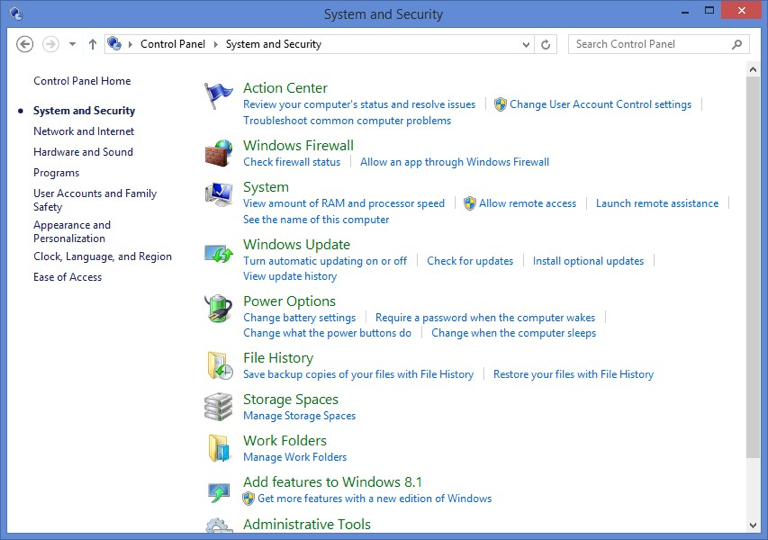 System and Security
Control Panel
System and Security
Search Control Panel
Control Panel Home
System and Security
Network and Internet
Hardware and Sound
Programs
User Accounts and Family
Safety
Appearance and
Personalization
Clock, Language, and Region
Ease of Access
Action Center
Review your computer's status and resolve issues
Change User Account Control settings
Troubleshoot common computer problems
Windows Firewall
Check firewall status
Allow an app through Windows Firewall
System
View amount of RAM and processor speed
Allow remote access
Launch remote assistance
See the name of this computer
Windows Update
Turn automatic updating on or off
Check for updates
Install optional updates
View update history
Power Options
Change battery settings
Require a password when the computer wakes
Change what the power buttons do
Change when the computer sleeps
File History
Save backup copies of your files with File History
Restore your files with File History
Storage Spaces
Manage Storage Spaces
Work Folders
Manage Work Folders
Add features to Windows 8.1
Get more features with a new edition of Windows
Administrative Tools